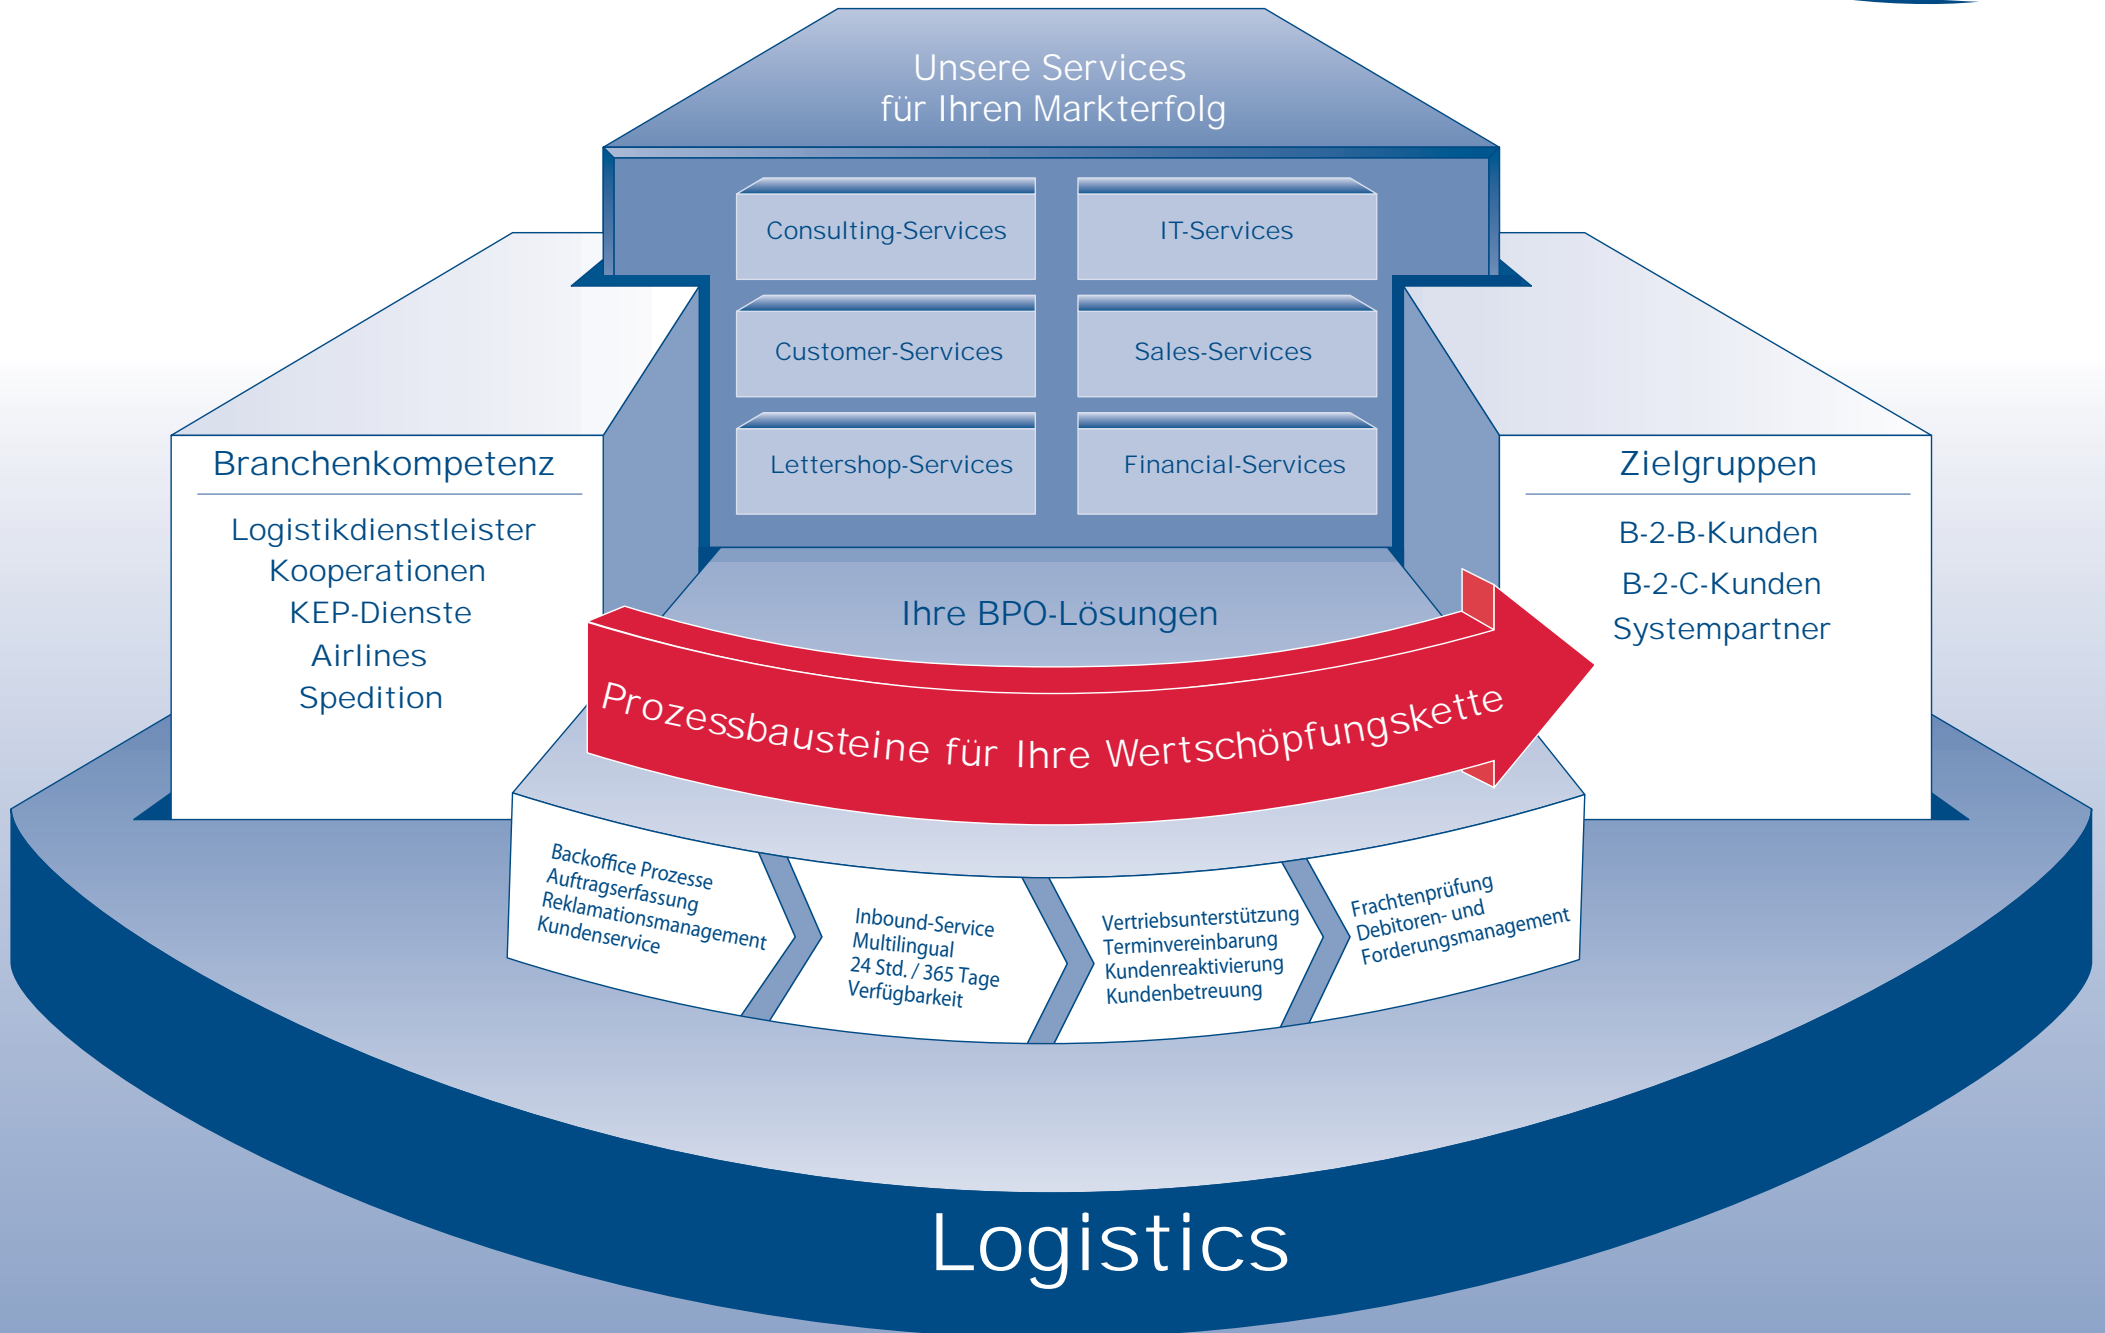 Unsere Services
für Ihren Markterfolg
Consulting-Services
IT-Services
Customer-Services
Sales-Services
Lettershop-Services
Financial-Services
Branchenkompetenz
Logistikdienstleister
Kooperationen
KEP-Dienste
Airlines
Spedition
Zielgruppen
B-2-B-Kunden
B-2-C-Kunden
Systempartner
Ihre BPO-Lösungen
Prozessbausteine für Ihre Wertschöpfungskette
Backoffice Prozesse
Auftragserfassung
Reklamationsmanagement
Kundenservice
Inbound-Service
Multilingual
24 Std. / 365 Tage
Verfügbarkeit
Vertriebsunterstützung
Terminvereinbarung
Kundenreaktivierung
Kundenbetreuung
Frachtenprüfung
Debitoren- und
Forderungsmanagement
Logistics